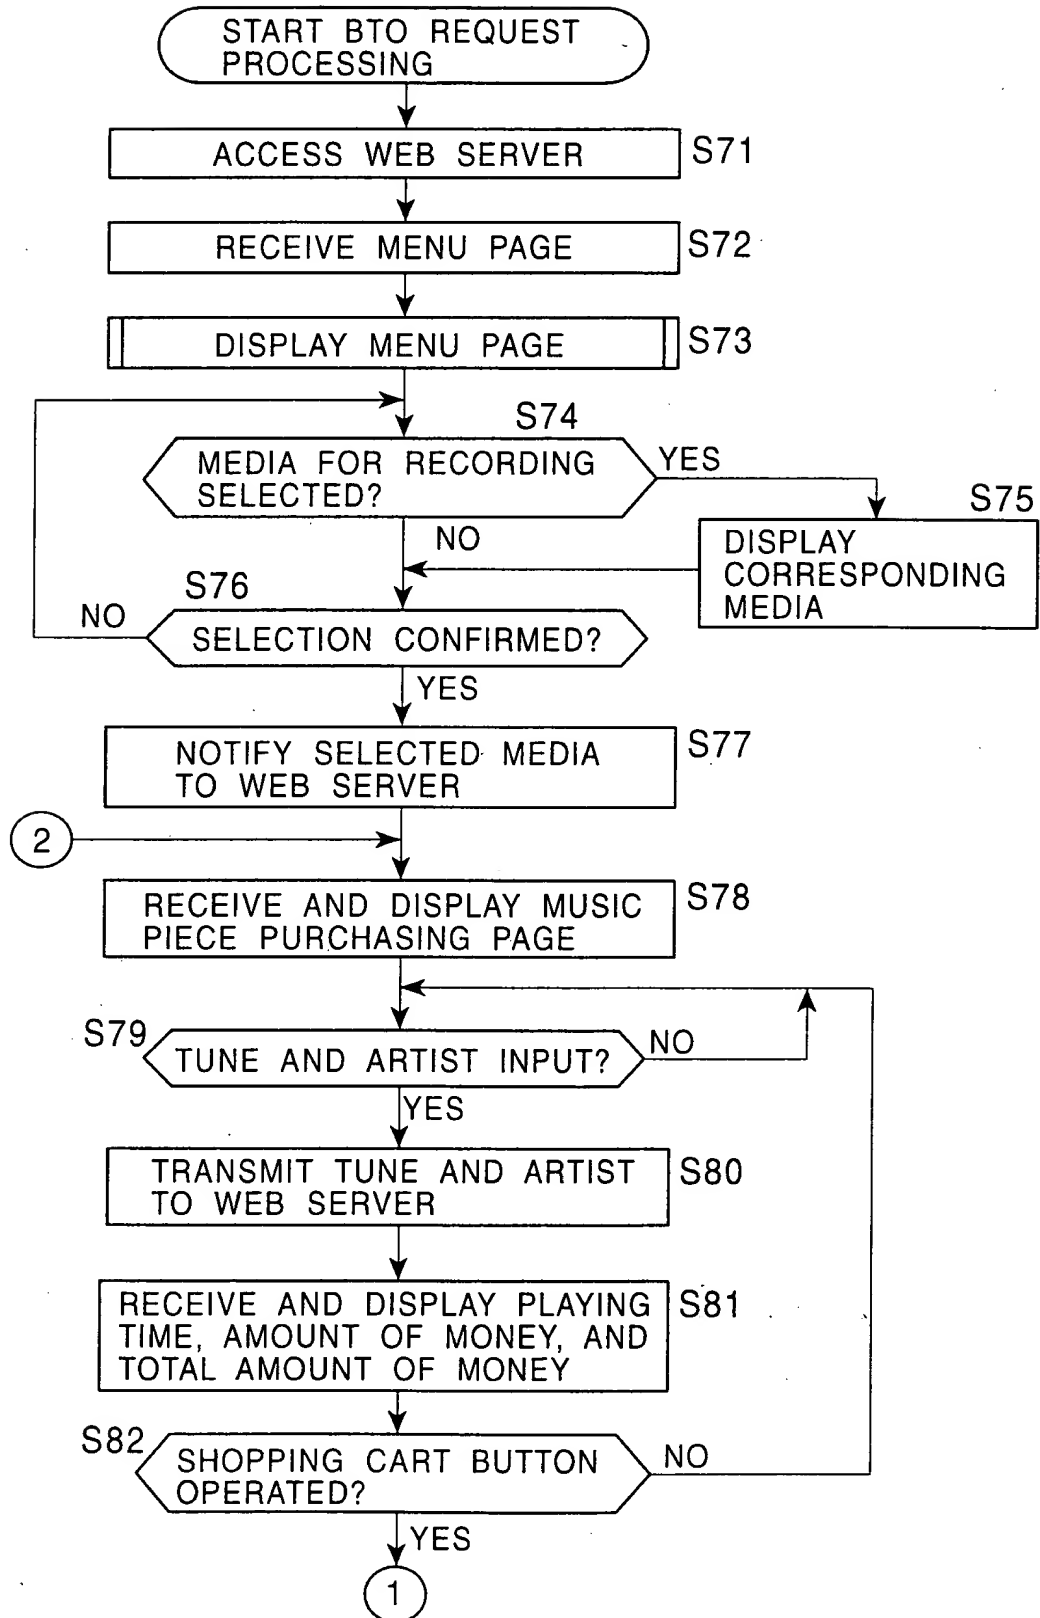 START BTO REQUEST
PROCESSING
ACCESS WEB SERVER
S71
RECEIVE MENU PAGE
S72
DISPLAY MENU PAGE
S73
S74
MEDIA FOR RECORDING
SELECTED?
YES
S75
DISPLAY
CORRESPONDING
MEDIA
NO
S76
NO
SELECTION CONFIRMED?
YES
NOTIFY SELECTED MEDIA
TO WEB SERVER
S77
2
RECEIVE AND DISPLAY MUSIC
PIECE PURCHASING PAGE
S78
S79
TUNE AND ARTIST INPUT?
NO
YES
TRANSMIT TUNE AND ARTIST
TO WEB SERVER
S80
RECEIVE AND DISPLAY PLAYING
TIME, AMOUNT OF MONEY, AND
TOTAL AMOUNT OF MONEY
S81
S82
SHOPPING CART BUTTON
OPERATED?
NO
YES
1